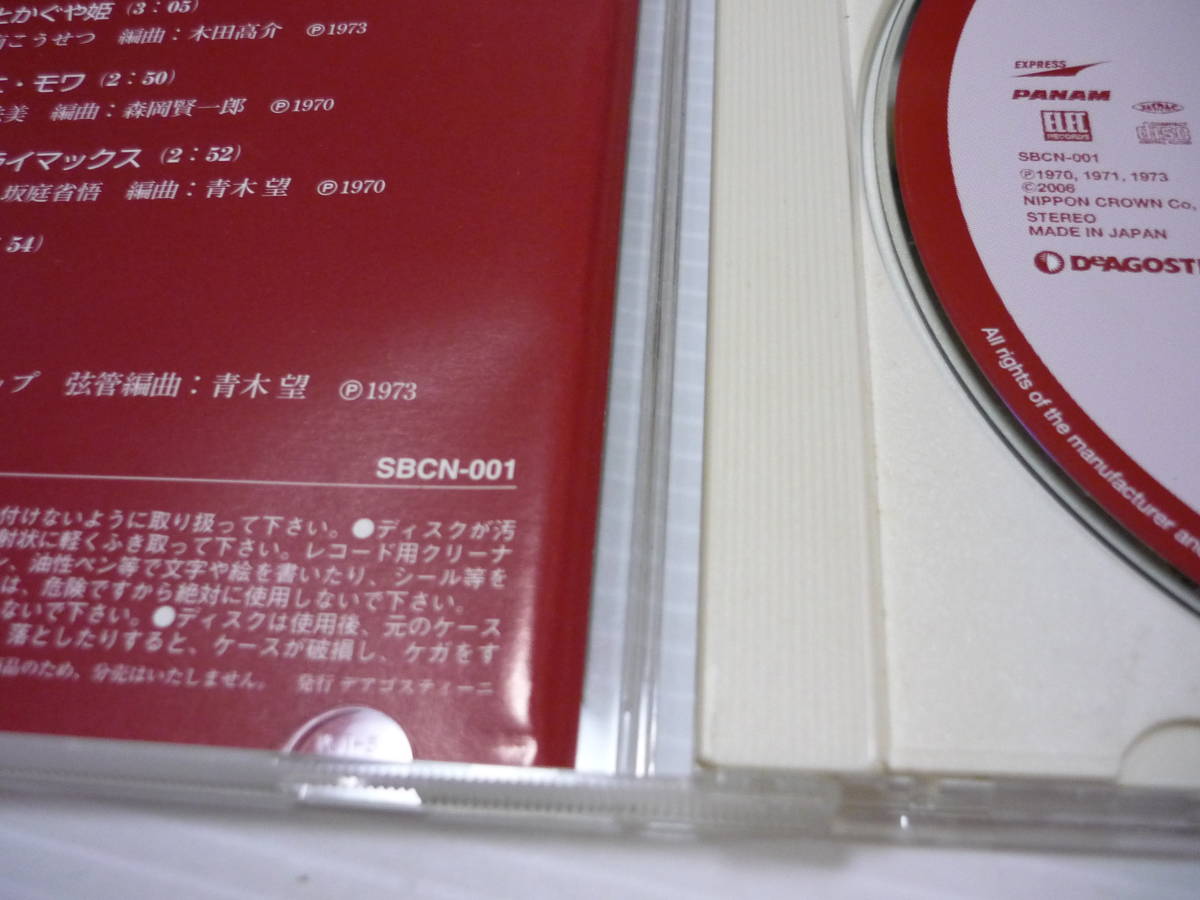 とかぐや姫 (3：05)
南こうせつ 編曲：木田高介 Ⓟ1973
エ・モワ (2：50)
編曲：森岡賢一郎 Ⓟ1970
ライマックス (2：52)
坂庭省悟 編曲：青木 望 Ⓟ1970
54)
ップ 弦管編曲：青木 望 Ⓟ1973
SBCN-001
付けないように取り扱って下さい。●ディスクが汚
射状に軽くふき取って下さい。レコード用クリーナ
ン、油性ペン等で文字や絵を書いたり、シール等を
は、危険ですから絶対に使用しないで下さい。
ないで下さい。●ディスクは使用後、元のケース
落としたりすると、ケースが破損し、ケガをす
品のため、分売はいたしません。 発行 デアゴスティーニ
EXPRESS
PANAM
ELEC
RECORDS
SBCN-001
Ⓟ1970, 1971, 1973
©2006
NIPPON CROWN Co,
STEREO
MADE IN JAPAN
DeAGOSTI
All rights of the manufacturer an